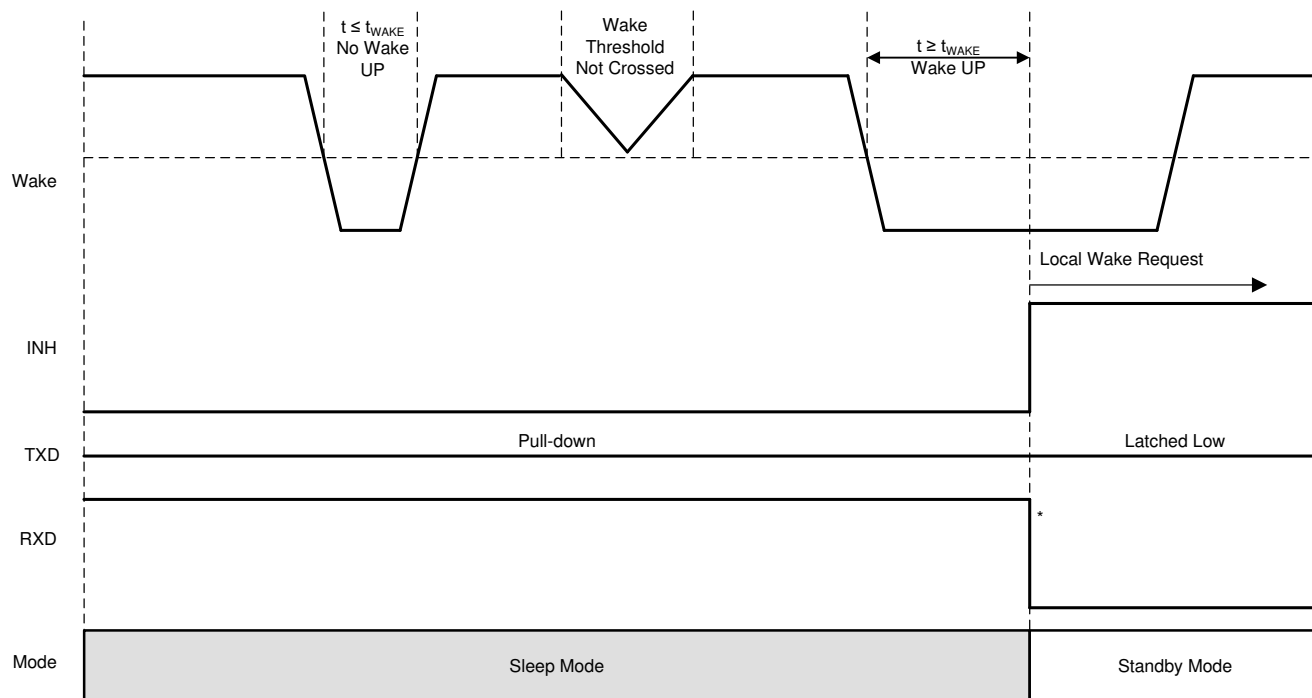 t ≤ tWAKE
No Wake
UP
Wake
Threshold
Not Crossed
t ≥ tWAKE
Wake UP
Wake
Local Wake Request
INH
Pull-down
Latched Low
TXD
RXD
*
Mode
Sleep Mode
Standby Mode